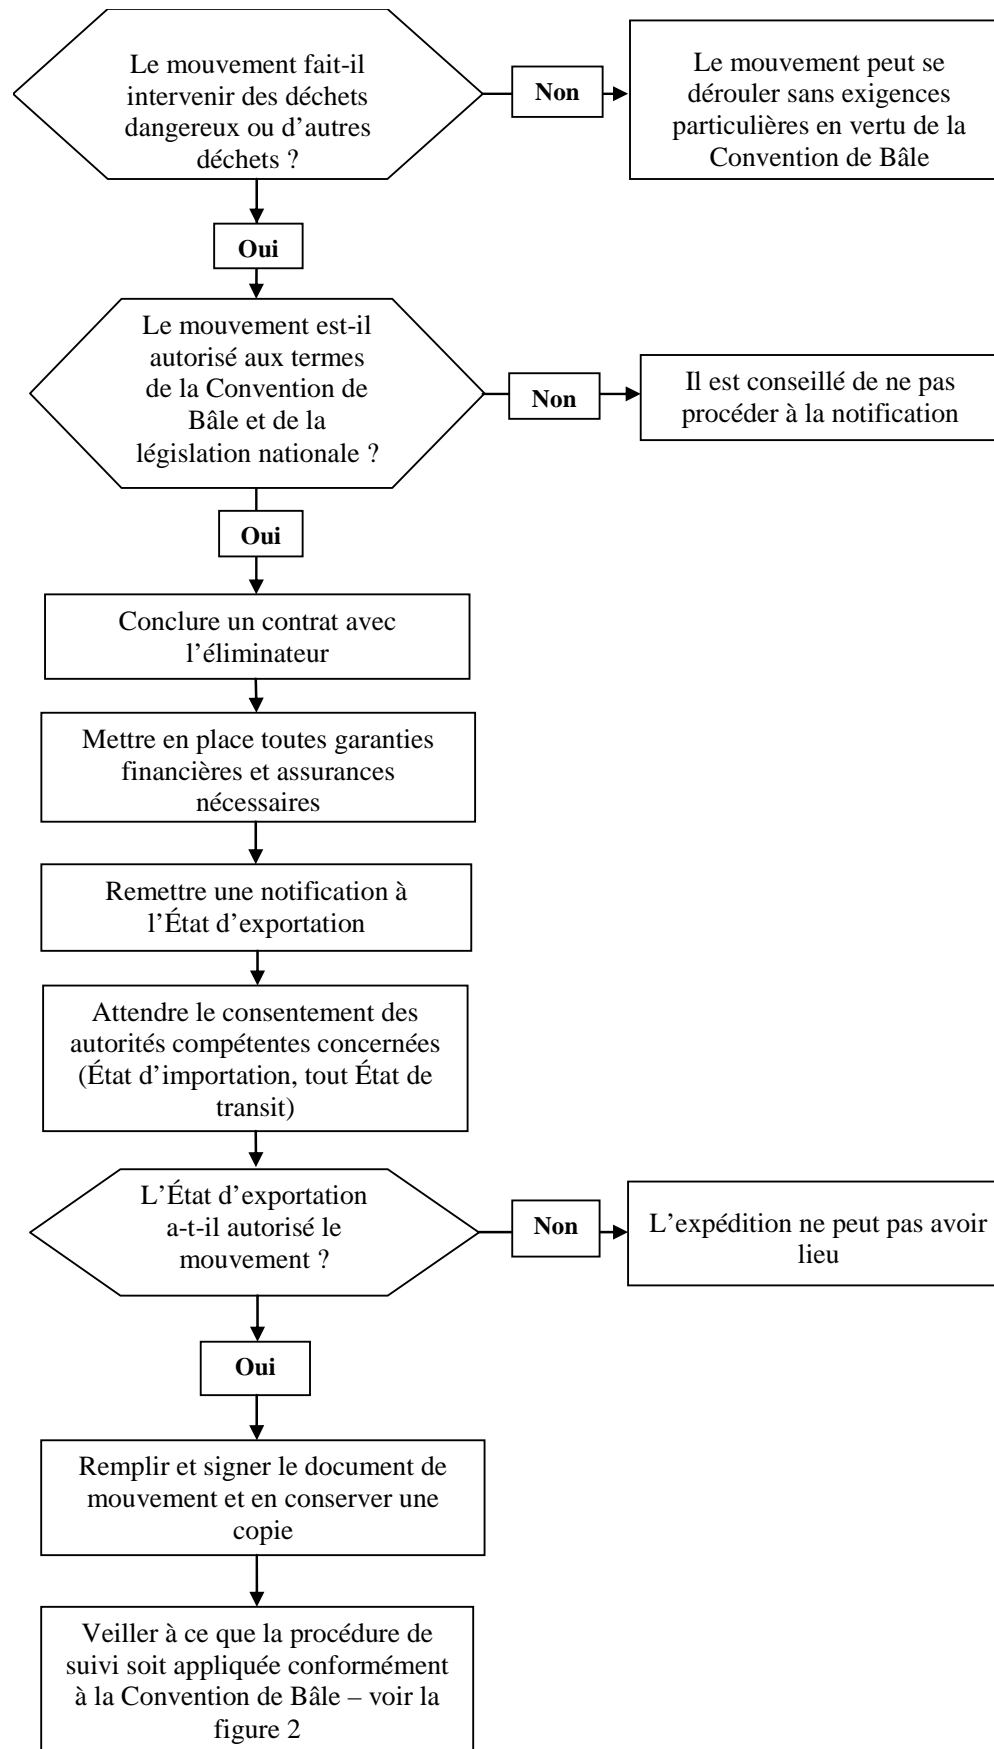 Le mouvement fait-il
intervenir des déchets
dangereux ou d’autres
déchets ?
Non
Le mouvement peut se
dérouler sans exigences
particulières en vertu de la
Convention de Bâle
Oui
Le mouvement est-il
autorisé aux termes
de la Convention de
Bâle et de la
législation nationale ?
Non
Il est conseillé de ne pas
procéder à la notification
Oui
Conclure un contrat avec
l’éliminateur
Mettre en place toutes garanties
financières et assurances
nécessaires
Remettre une notification à
l’État d’exportation
Attendre le consentement des
autorités compétentes concernées
(État d’importation, tout État de
transit)
L’État d’exportation
a-t-il autorisé le
mouvement ?
Non
L’expédition ne peut pas avoir
lieu
Oui
Remplir et signer le document de
mouvement et en conserver une
copie
Veiller à ce que la procédure de
suivi soit appliquée conformément
à la Convention de Bâle – voir la
figure 2